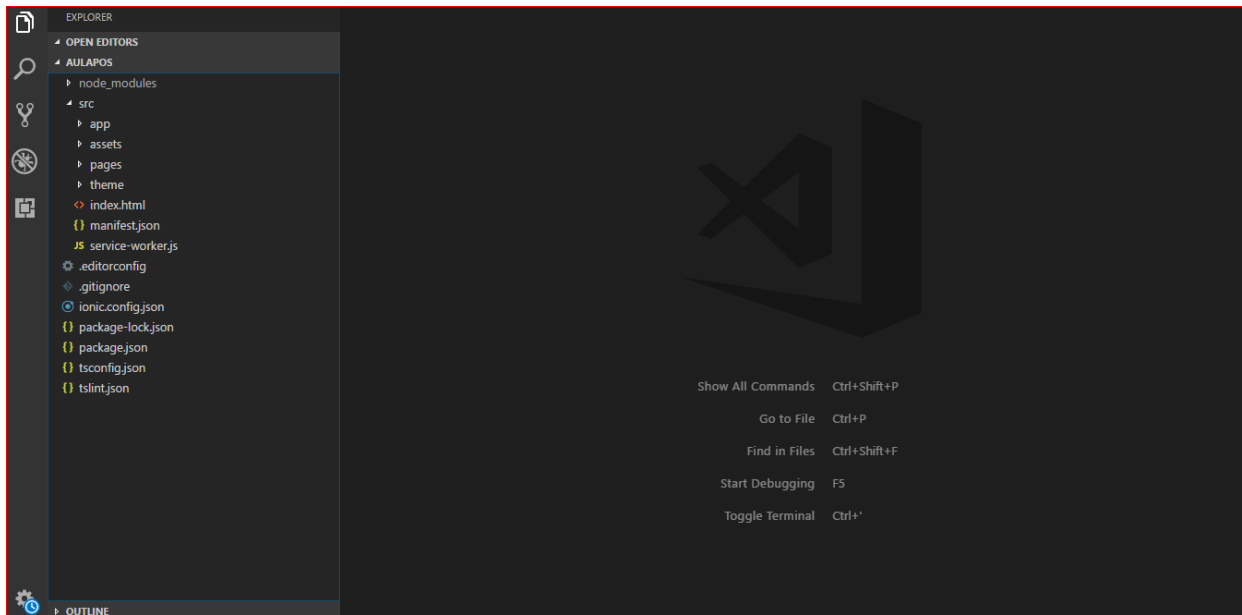 EXPLORER
OPEN EDITORS
AULAPOS
node_modules
src
app
assets
pages
theme
index.html
manifest.json
JS service-worker.js
.editorconfig
.gitignore
ionic.config.json
package-lock.json
package.json
tsconfig.json
tslint.json
OUTLINE
Show All Commands Ctrl+Shift+P
Go to File Ctrl+P
Find in Files Ctrl+Shift+F
Start Debugging F5
Toggle Terminal Ctrl+'